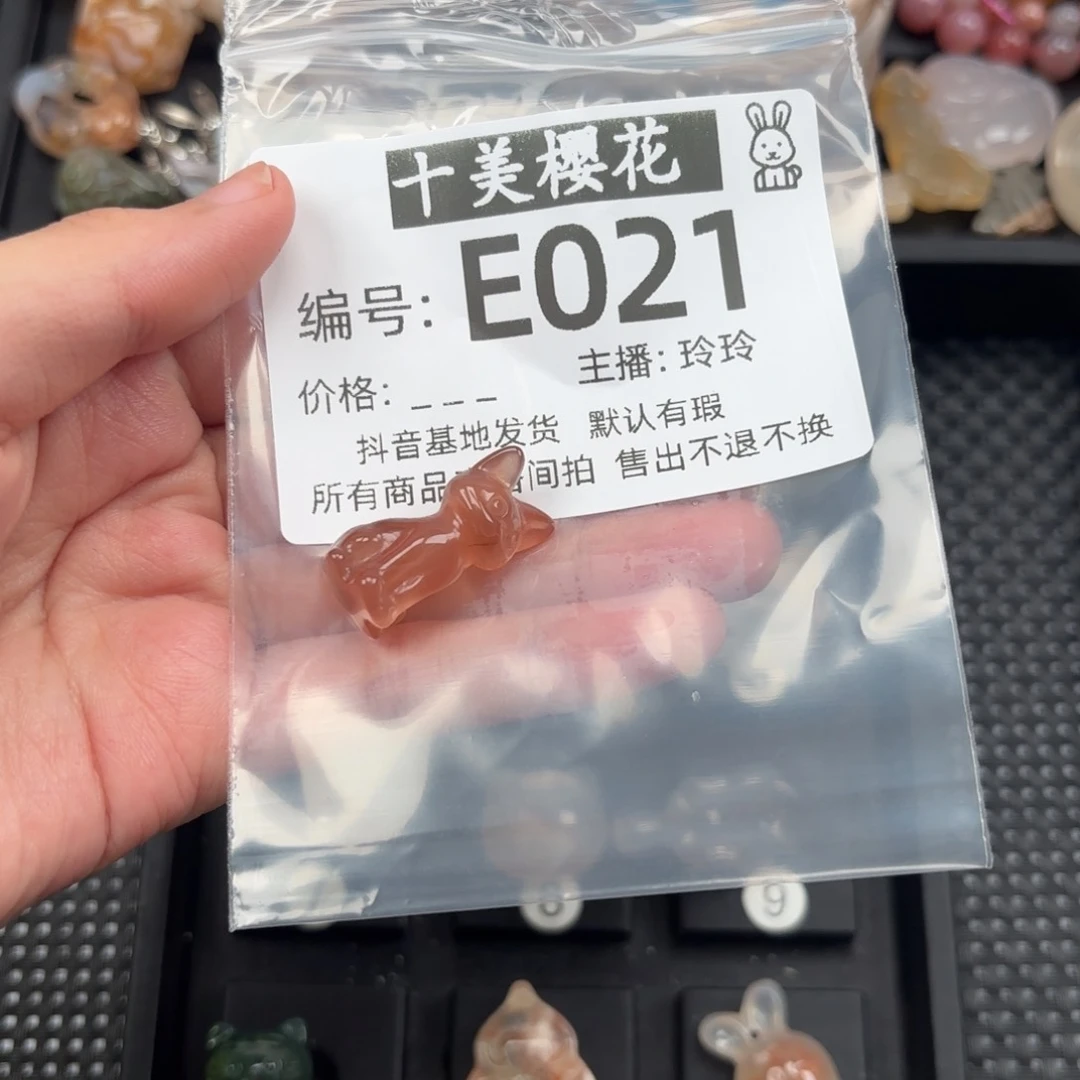 十美樱花
E021
编号:
主播: 玲玲
价格: _ _ _
抖音基地发货 默认有瑕
所有商品 间拍 售出不退不换
8
9